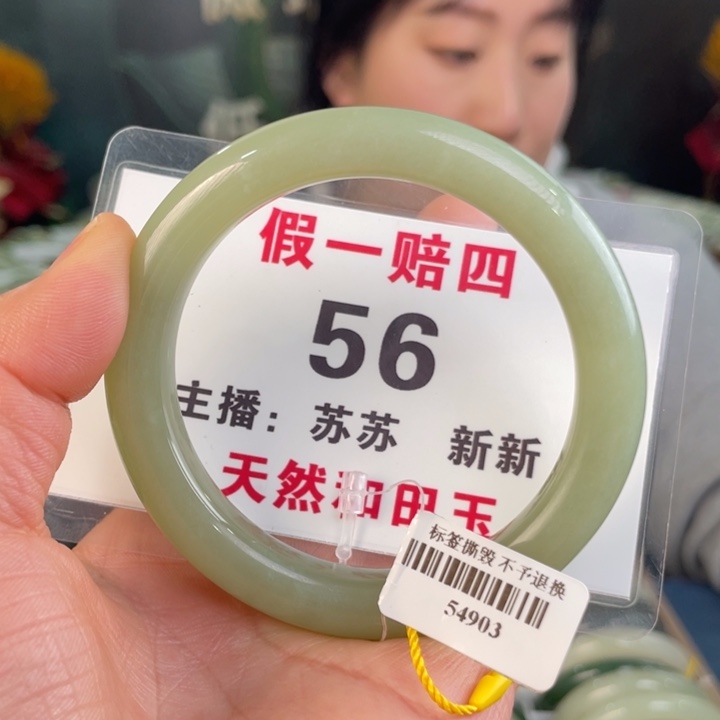 假一赔四
56
主播：苏苏 新新
天然和田玉
标签撕毁 不予退换
54903